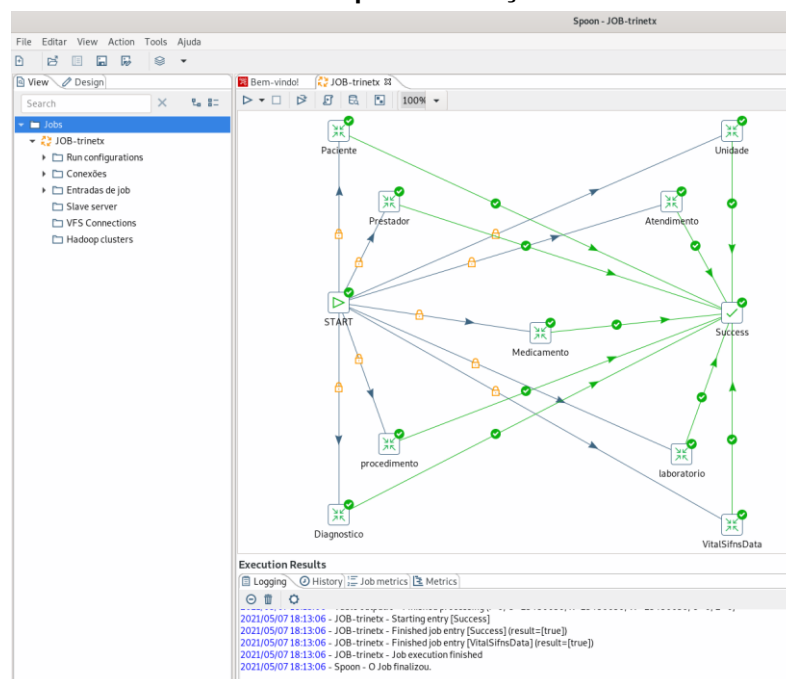 Spoon - JOB-trinetx
File Editar View Action Tools Ajuda
View Design
Search
Jobs
JOB-trinetx
Run configurations
Conexões
Entradas de job
Slave server
VFS Connections
Hadoop clusters
Bem-vindo! JOB-trinetx
100%
Paciente
Unidade
Prestador
Atendimento
START
Success
Medicamento
procedimento
laboratorio
Diagnostico
VitalSifnsData
Execution Results
Logging History Job metrics Metrics
2021/05/07 18:13:06 - JOB-trinetx - Starting entry [Success]
2021/05/07 18:13:06 - JOB-trinetx - Finished job entry [Success] (result=[true])
2021/05/07 18:13:06 - JOB-trinetx - Finished job entry [VitalSifnsData] (result=[true])
2021/05/07 18:13:06 - JOB-trinetx - Job execution finished
2021/05/07 18:13:06 - Spoon - O Job finalizou.